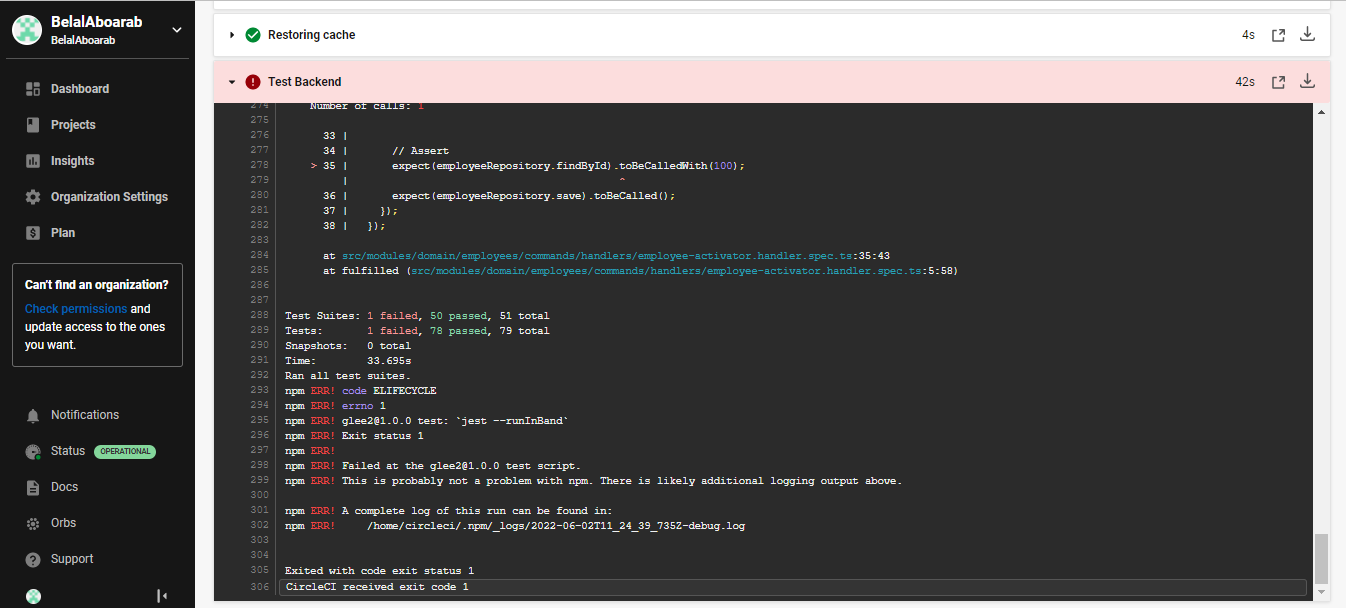 BelalAboarab
BelalAboarab
Dashboard
Projects
Insights
Organization Settings
Plan
Can't find an organization?
Check permissions and
update access to the ones
you want.
Notifications
Status OPERATIONAL
Docs
Orbs
Support
Restoring cache 4s
Test Backend 42s
274 Number of calls: 1
275
276 33 |
277 34 | // Assert
278 > 35 | expect(employeeRepository.findById).toBeCalledWith(100);
279 | ^
280 36 | expect(employeeRepository.save).toBeCalled();
281 37 | });
282 38 | });
283
284 at src/modules/domain/employees/commands/handlers/employee-activator.handler.spec.ts:35:43
285 at fulfilled (src/modules/domain/employees/commands/handlers/employee-activator.handler.spec.ts:5:58)
286
287
288 Test Suites: 1 failed, 50 passed, 51 total
289 Tests: 1 failed, 78 passed, 79 total
290 Snapshots: 0 total
291 Time: 33.695s
292 Ran all test suites.
293 npm ERR! code ELIFECYCLE
294 npm ERR! errno 1
295 npm ERR! glee2@1.0.0 test: `jest --runInBand`
296 npm ERR! Exit status 1
297 npm ERR!
298 npm ERR! Failed at the glee2@1.0.0 test script.
299 npm ERR! This is probably not a problem with npm. There is likely additional logging output above.
300
301 npm ERR! A complete log of this run can be found in:
302 npm ERR! /home/circleci/.npm/_logs/2022-06-02T11_24_39_735Z-debug.log
303
304
305 Exited with code exit status 1
306 CircleCI received exit code 1